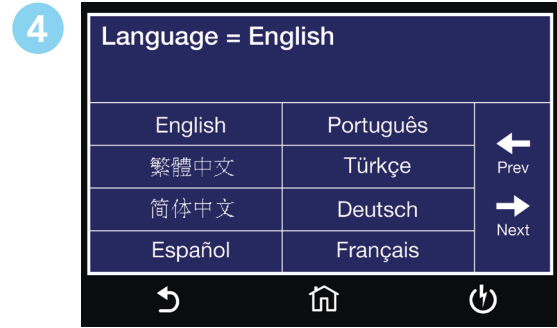 4
Language = English
English
Português
繁體中文
Türkçe
Prev
简体中文
Deutsch
Next
Español
Français